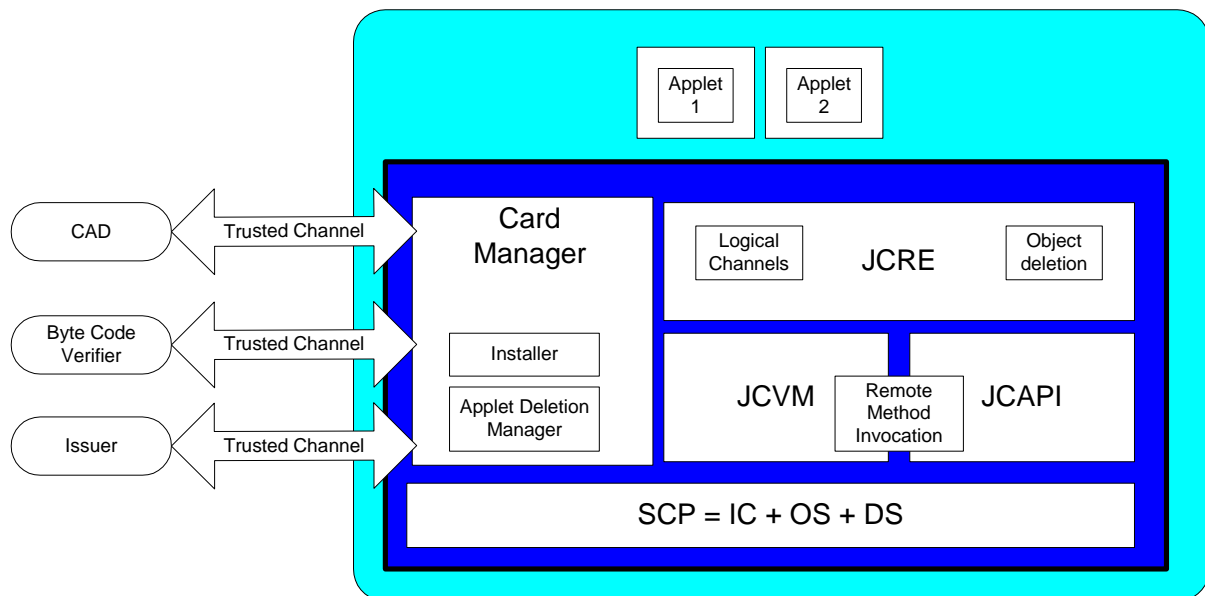 Applet
1
Applet
2
CAD
Trusted Channel
Card
Manager
Logical
Channels
JCRE
Object
deletion
Byte Code
Verifier
Trusted Channel
Installer
Applet Deletion
Manager
JCVM
Remote
Method
Invocation
JCAPI
Issuer
Trusted Channel
SCP = IC + OS + DS